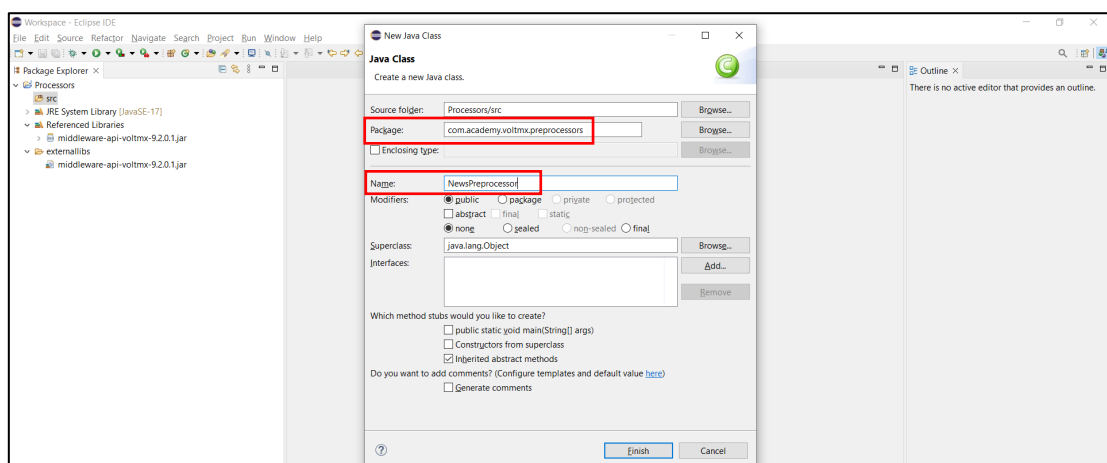 Workspace - Eclipse IDE
File Edit Source Refactor Navigate Search Project Run Window Help
Package Explorer
Processors
src
JRE System Library [JavaSE-17]
Referenced Libraries
middleware-api-voltmx-9.2.0.1.jar
externallibs
middleware-api-voltmx-9.2.0.1.jar
New Java Class
Java Class
Create a new Java class.
Source folder: Processors/src Browse...
Package: com.academy.voltmx.preprocessors Browse...
Enclosing type: Browse...
Name: NewsPreprocessor
Modifiers: public package private protected
abstract final static
none sealed non-sealed final
Superclass: java.lang.Object Browse...
Interfaces: Add...
Remove
Which method stubs would you like to create?
public static void main(String[] args)
Constructors from superclass
Inherited abstract methods
Do you want to add comments? (Configure templates and default value here)
Generate comments
Finish Cancel
Outline
There is no active editor that provides an outline.